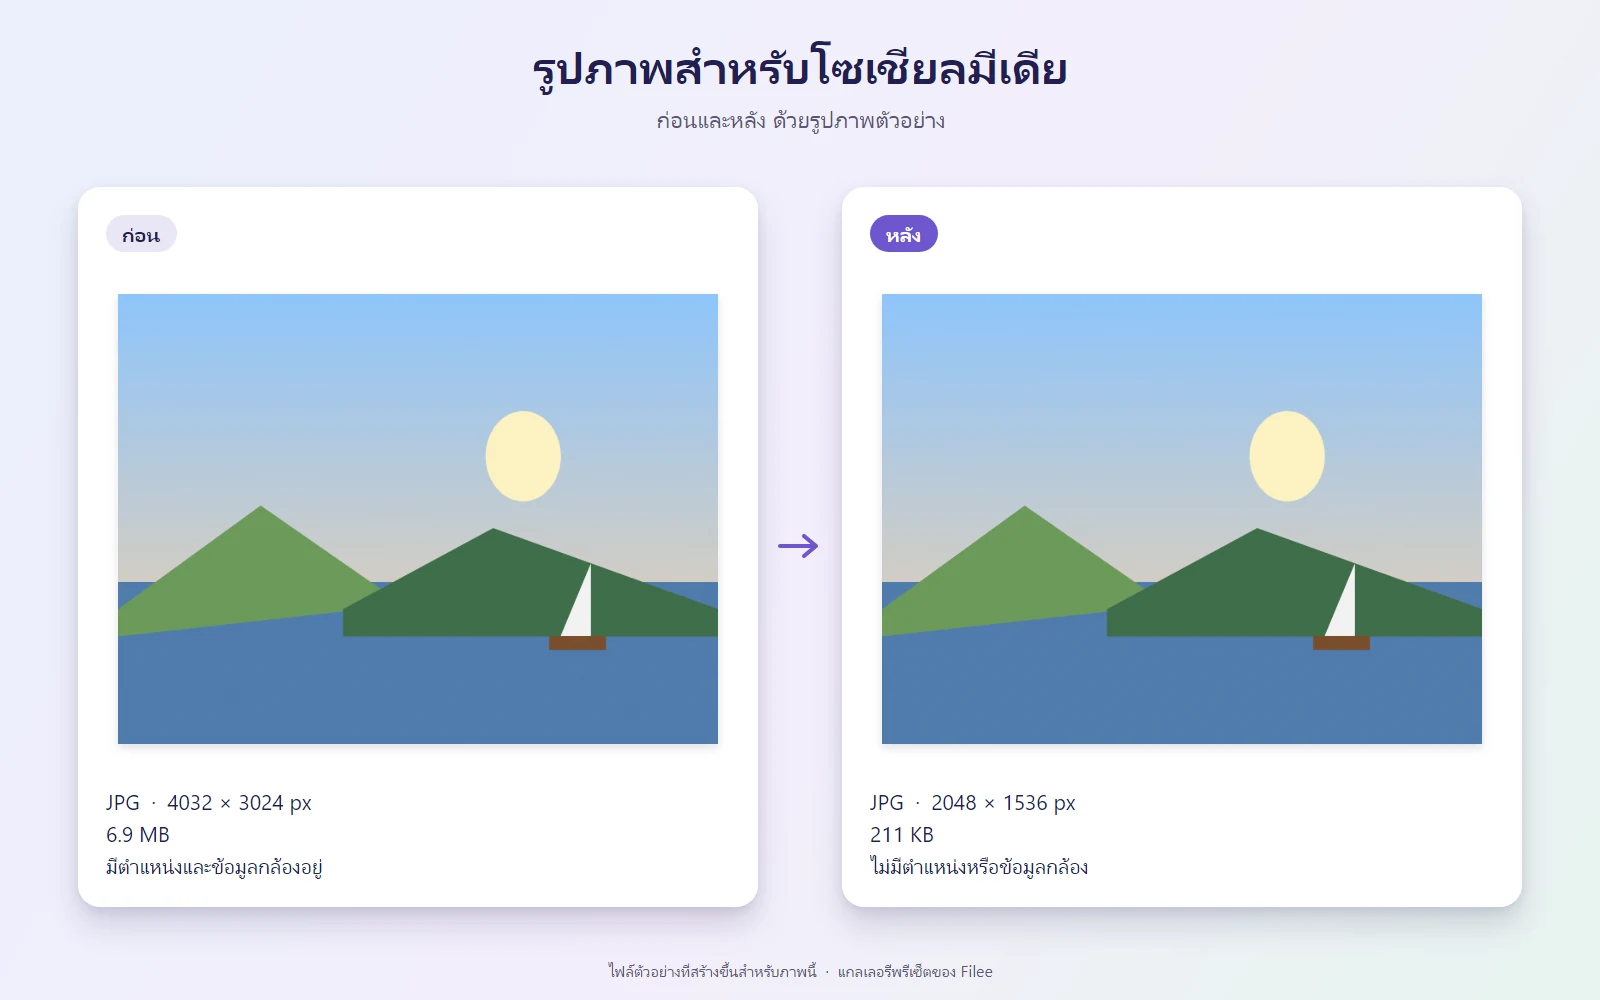 รูปภาพสำหรับโซเชียลมีเดีย
ก่อนและหลัง ด้วยรูปภาพตัวอย่าง
ก่อน
JPG · 4032 × 3024 px
6.9 MB
มีตำแหน่งและข้อมูลกล้องอยู่
หลัง
JPG · 2048 × 1536 px
211 KB
ไม่มีตำแหน่งหรือข้อมูลกล้อง
ไฟล์ตัวอย่างที่สร้างขึ้นสำหรับภาพนี้ · แกลเลอรีพรีเซ็ตของ Filee